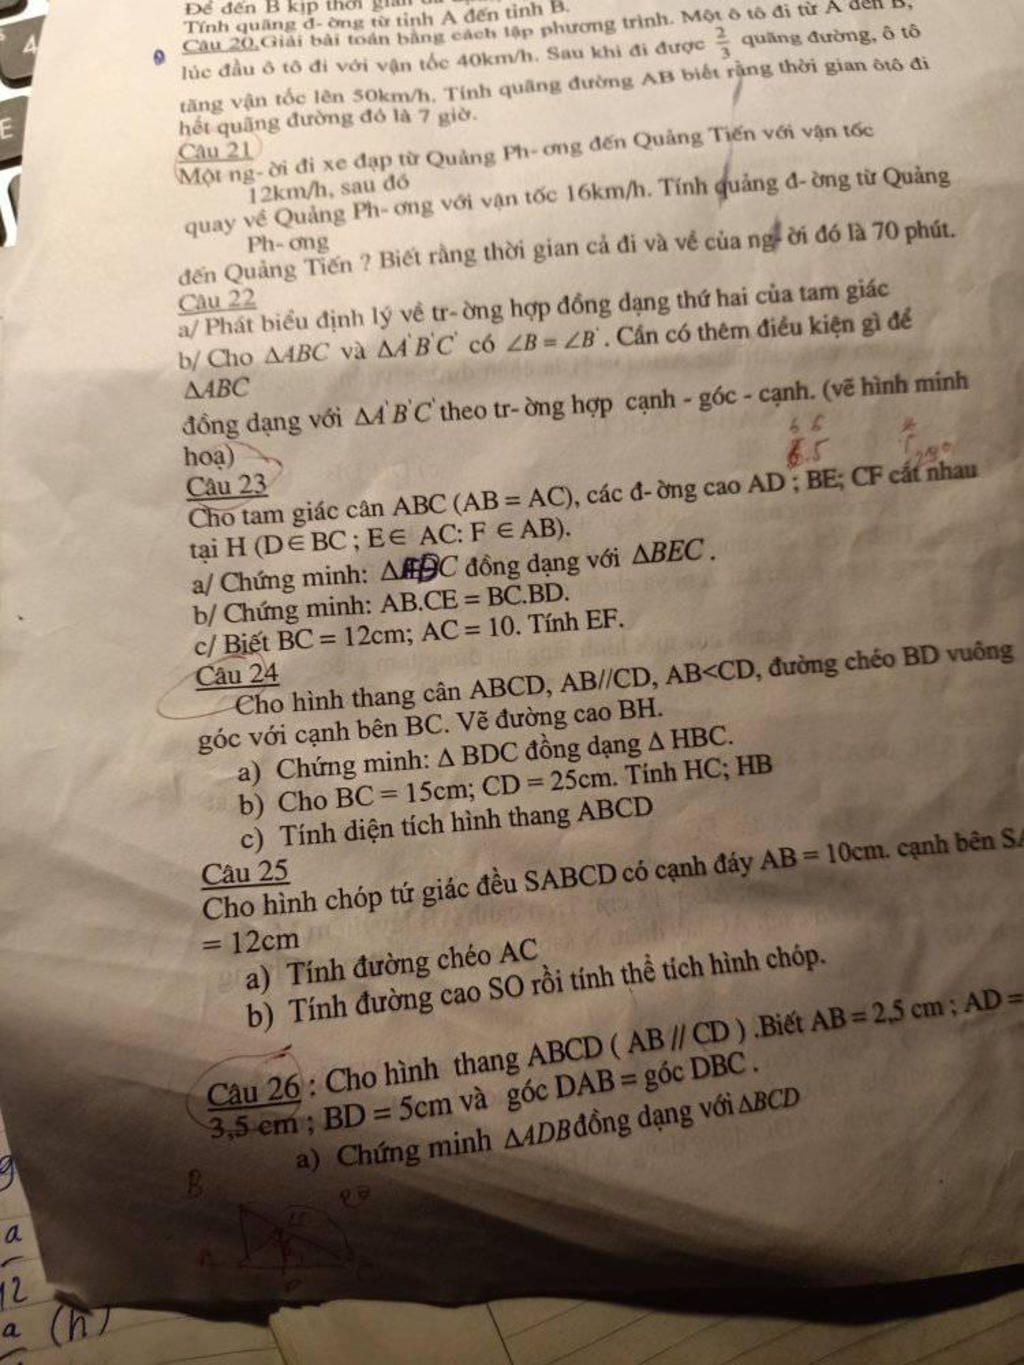 Để đến B kịp thời gian
Tính quãng đ- ờng từ tỉnh A đến tỉnh B.
Câu 20.Giải bài toán bằng cách lập phương trình. Một ô tô đi từ A đến B,
lúc đầu ô tô đi với vận tốc 40km/h. Sau khi đi được 2/3 quãng đường, ô tô
tăng vận tốc lên 50km/h. Tính quãng đường AB biết rằng thời gian ôtô đi
hết quãng đường đó là 7 giờ.
Câu 21
Một ng- ời đi xe đạp từ Quảng Ph- ơng đến Quảng Tiến với vận tốc
12km/h, sau đó
quay về Quảng Ph- ơng với vận tốc 16km/h. Tính quảng đ- ờng từ Quảng
Ph- ơng
đến Quảng Tiến ? Biết rằng thời gian cả đi và về của ng- ời đó là 70 phút.
Câu 22
a/ Phát biểu định lý về tr- ờng hợp đồng dạng thứ hai của tam giác
b/ Cho ΔABC và ΔA'B'C' có ∠B = ∠B'. Cần có thêm điều kiện gì để
ΔABC
đồng dạng với ΔA'B'C' theo tr- ờng hợp cạnh - góc - cạnh. (vẽ hình minh
hoạ)
Câu 23
Cho tam giác cân ABC (AB = AC), các đ- ờng cao AD ; BE; CF cắt nhau
tại H (D∈BC ; E∈ AC: F ∈AB).
a/ Chứng minh: Δ C đồng dạng với ΔBEC .
b/ Chứng minh: AB.CE = BC.BD.
c/ Biết BC = 12cm; AC = 10. Tính EF.
Câu 24
Cho hình thang cân ABCD, AB//CD, AB<CD, đường chéo BD vuông
góc với cạnh bên BC. Vẽ đường cao BH.
a) Chứng minh: Δ BDC đồng dạng Δ HBC.
b) Cho BC = 15cm; CD = 25cm. Tính HC; HB
c) Tính diện tích hình thang ABCD
Câu 25
Cho hình chóp tứ giác đều SABCD có cạnh đáy AB = 10cm. cạnh bên SA
= 12cm
a) Tính đường chéo AC
b) Tính đường cao SO rồi tính thể tích hình chóp.
Câu 26 : Cho hình thang ABCD ( AB // CD ) .Biết AB = 2,5 cm ; AD =
3,5 cm ; BD = 5cm và góc DAB = góc DBC .
a) Chứng minh ΔADBđồng dạng với ΔBCD
B
a
12
a (h)